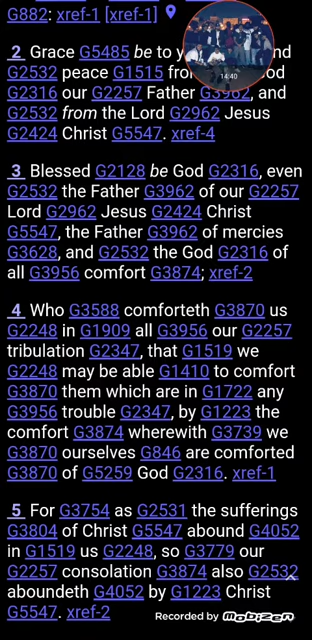 G882: xref-1 [xref-1]
2 Grace G5485 be to y nd
G2532 peace G1515 fro od
G2316 our G2257 Father G3962, and
G2532 from the Lord G2962 Jesus
G2424 Christ G5547. xref-4
3 Blessed G2128 be God G2316, even
G2532 the Father G3962 of our G2257
Lord G2962 Jesus G2424 Christ
G5547, the Father G3962 of mercies
G3628, and G2532 the God G2316 of
all G3956 comfort G3874; xref-2
4 Who G3588 comforteth G3870 us
G2248 in G1909 all G3956 our G2257
tribulation G2347, that G1519 we
G2248 may be able G1410 to comfort
G3870 them which are in G1722 any
G3956 trouble G2347, by G1223 the
comfort G3874 wherewith G3739 we
G3870 ourselves G846 are comforted
G3870 of G5259 God G2316. xref-1
5 For G3754 as G2531 the sufferings
G3804 of Christ G5547 abound G4052
in G1519 us G2248, so G3779 our
G2257 consolation G3874 also G2532
aboundeth G4052 by G1223 Christ
G5547. xref-2
14:40
Recorded by Mobizen